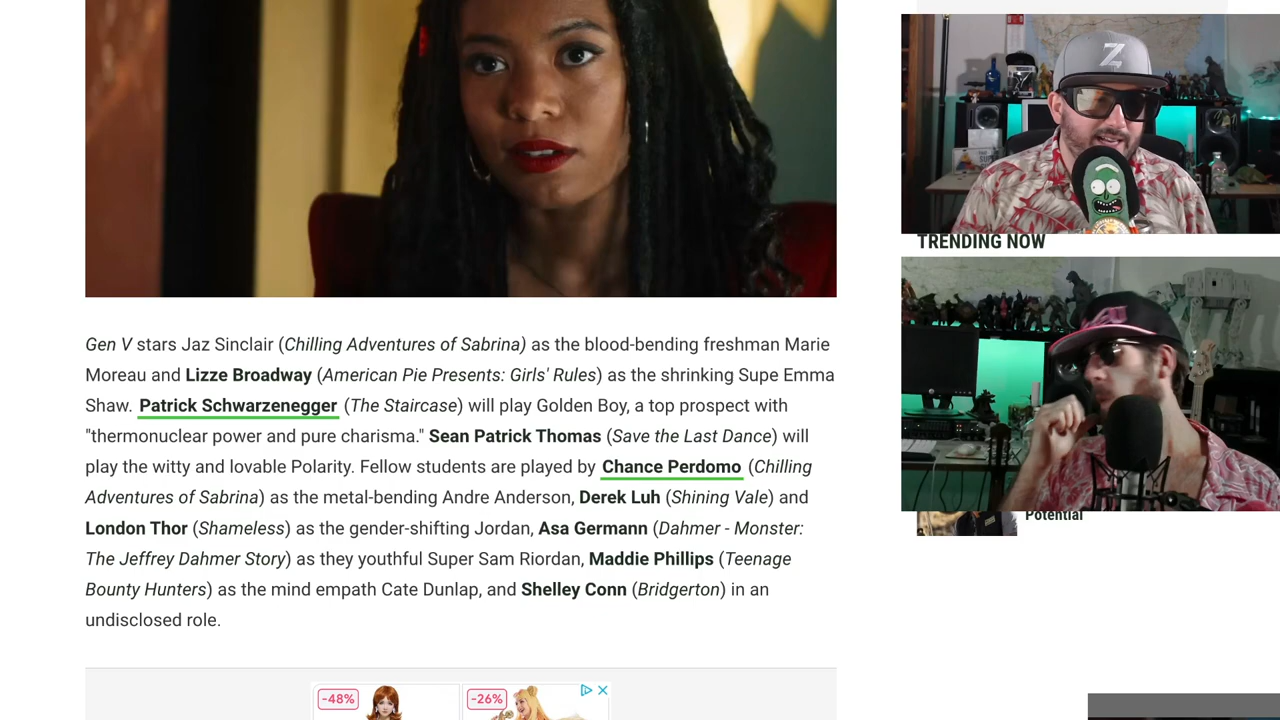 Z
TRENDING NOW
Potential
Gen V stars Jaz Sinclair (Chilling Adventures of Sabrina) as the blood-bending freshman Marie
Moreau and Lizze Broadway (American Pie Presents: Girls' Rules) as the shrinking Supe Emma
Shaw. Patrick Schwarzenegger (The Staircase) will play Golden Boy, a top prospect with
"thermonuclear power and pure charisma." Sean Patrick Thomas (Save the Last Dance) will
play the witty and lovable Polarity. Fellow students are played by Chance Perdomo (Chilling
Adventures of Sabrina) as the metal-bending Andre Anderson, Derek Luh (Shining Vale) and
London Thor (Shameless) as the gender-shifting Jordan, Asa Germann (Dahmer - Monster:
The Jeffrey Dahmer Story) as they youthful Super Sam Riordan, Maddie Phillips (Teenage
Bounty Hunters) as the mind empath Cate Dunlap, and Shelley Conn (Bridgerton) in an
undisclosed role.
-48%
-26%